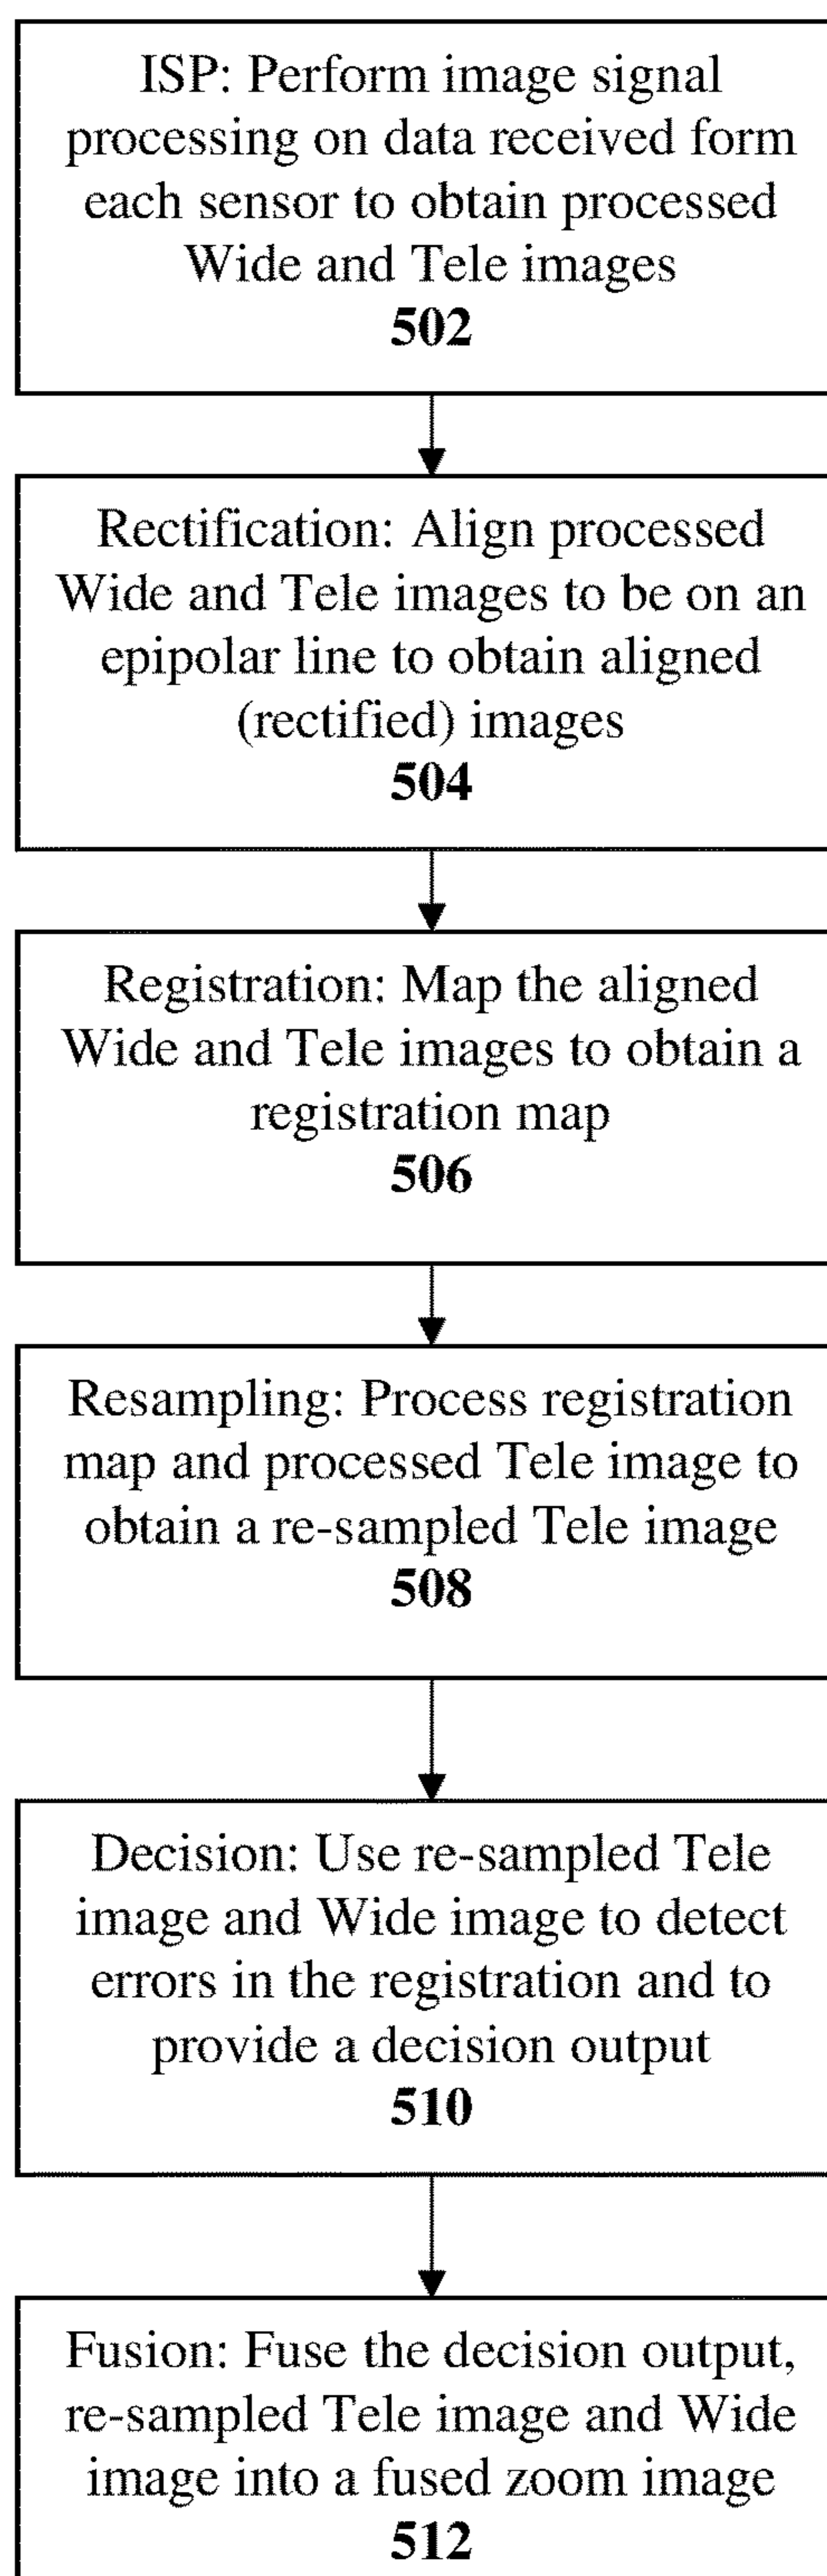 ISP: Perform image signal
processing on data received form
each sensor to obtain processed
Wide and Tele images
502
Rectification: Align processed
Wide and Tele images to be on an
epipolar line to obtain aligned
(rectified) images
504
Registration: Map the aligned
Wide and Tele images to obtain a
registration map
506
Resampling: Process registration
map and processed Tele image to
obtain a re-sampled Tele image
508
Decision: Use re-sampled Tele
image and Wide image to detect
errors in the registration and to
provide a decision output
510
Fusion: Fuse the decision output,
re-sampled Tele image and Wide
image into a fused zoom image
512